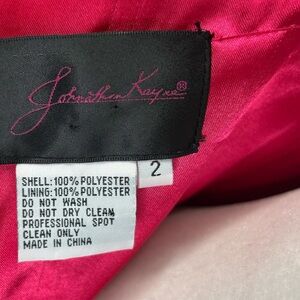 Johnathan Kayne®
2
SHELL:100% POLYESTER
LINING:100% POLYESTER
DO NOT WASH
DO NOT DRY CLEAN
PROFESSIONAL SPOT
CLEAN ONLY
MADE IN CHINA